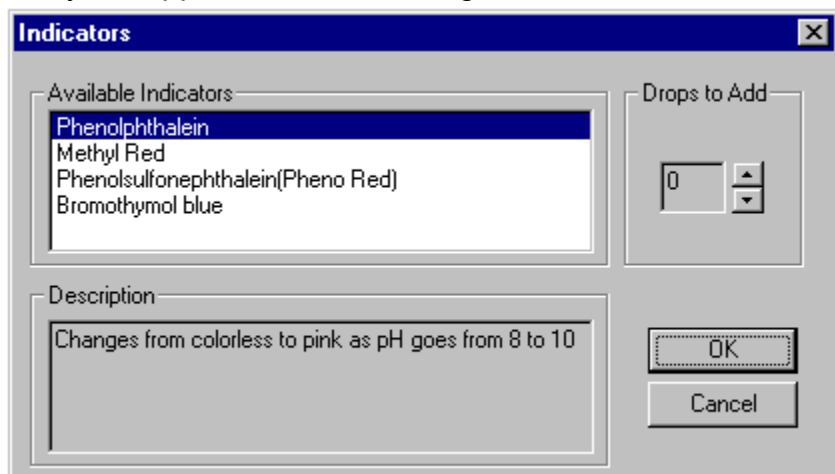 Indicators
Available Indicators
Phenolphthalein
Methyl Red
Phenolsulfonephthalein(Pheno Red)
Bromothymol blue
Drops to Add
0
Description
Changes from colorless to pink as pH goes from 8 to 10
OK
Cancel